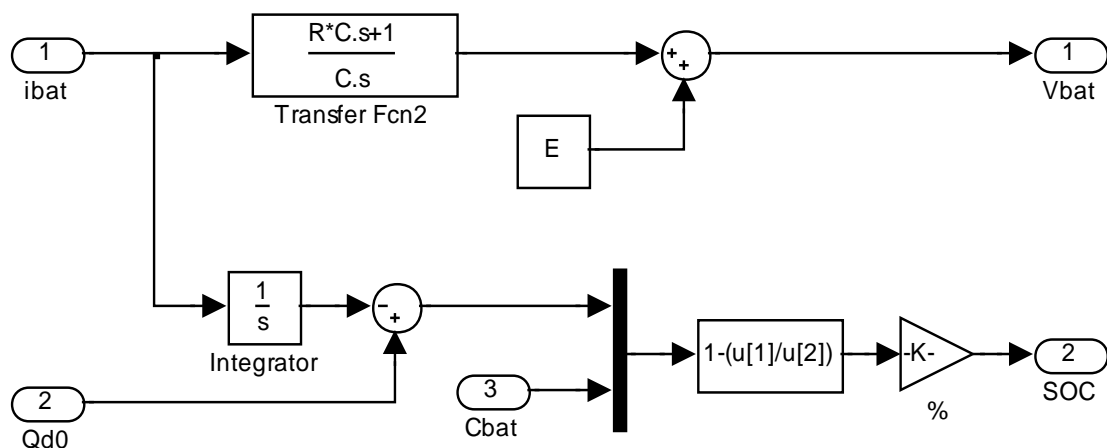 1
ibat
R*C.s+1
C.s
Transfer Fcn2
+
+
1
Vbat
E
1
s
Integrator
-
+
2
Qd0
3
Cbat
1-(u[1]/u[2])
-K-
%
2
SOC